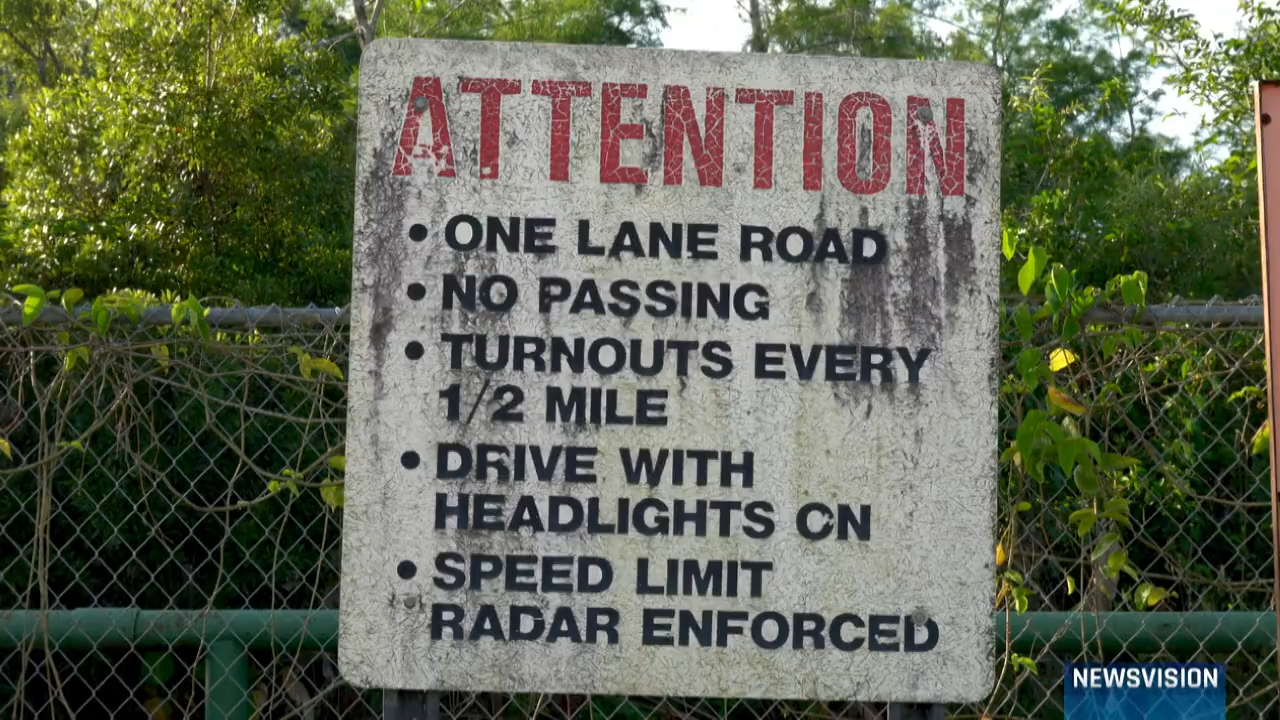 ATTENTION
• ONE LANE ROAD
• NO PASSING
• TURNOUTS EVERY
1/2 MILE
• DRIVE WITH
HEADLIGHTS ON
• SPEED LIMIT
RADAR ENFORCED
NEWSVISION